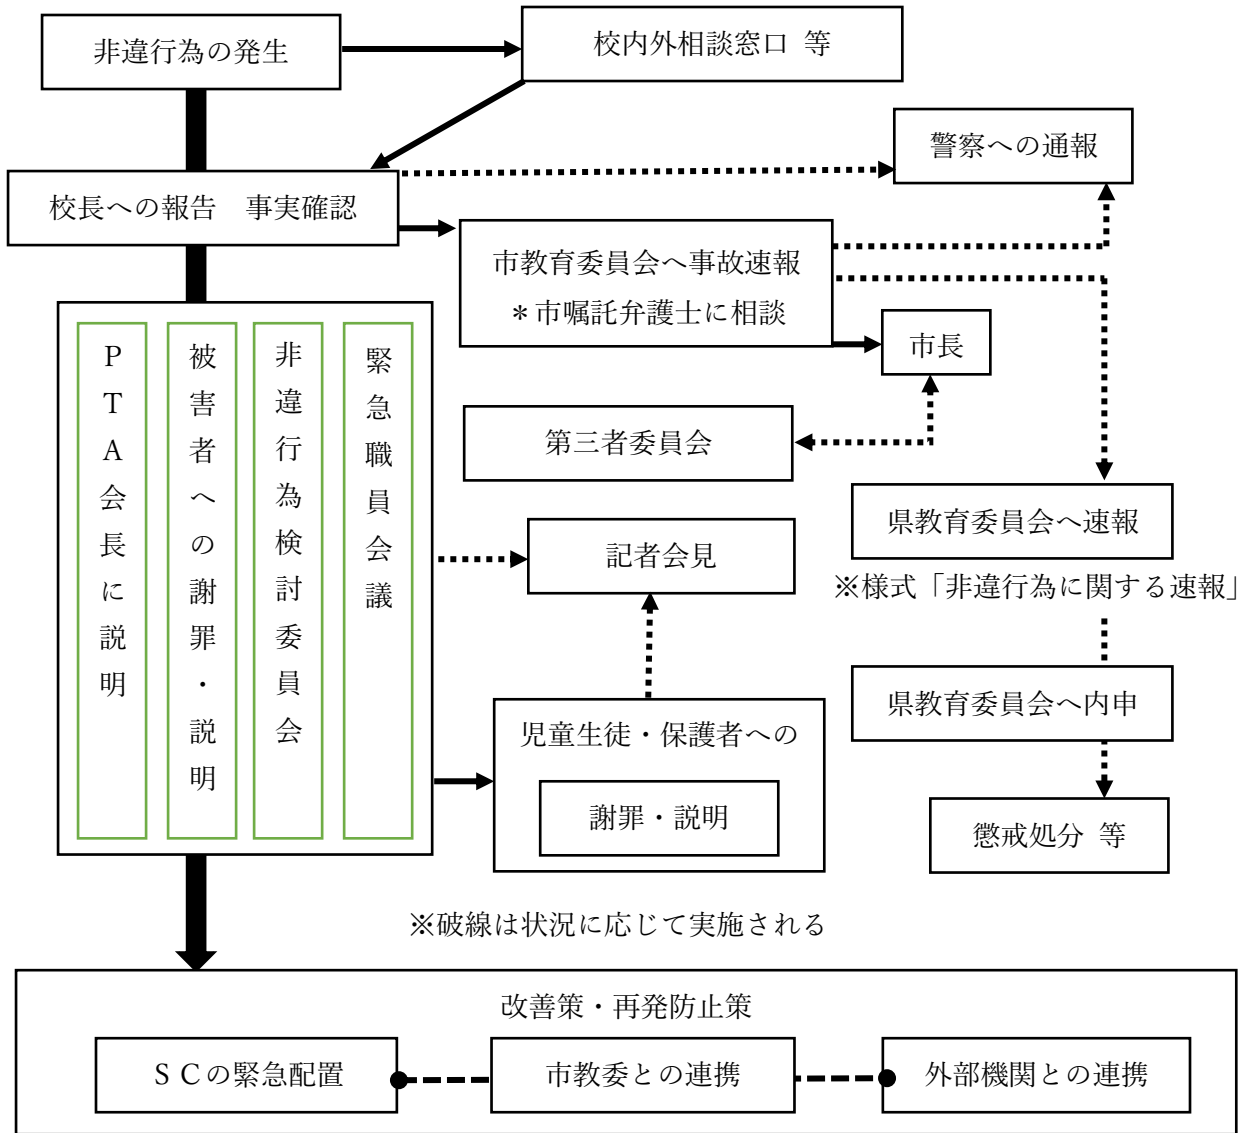 非違行為の発生
校内外相談窓口 等
警察への通報
校長への報告　事実確認
市教育委員会へ事故速報
＊市嘱託弁護士に相談
市長
ＰＴＡ会長に説明
被害者への謝罪・説明
非違行為検討委員会
緊急職員会議
第三者委員会
県教育委員会へ速報
※様式「非違行為に関する速報」
記者会見
県教育委員会へ内申
児童生徒・保護者への
謝罪・説明
懲戒処分 等
※破線は状況に応じて実施される
改善策・再発防止策
ＳＣの緊急配置
市教委との連携
外部機関との連携